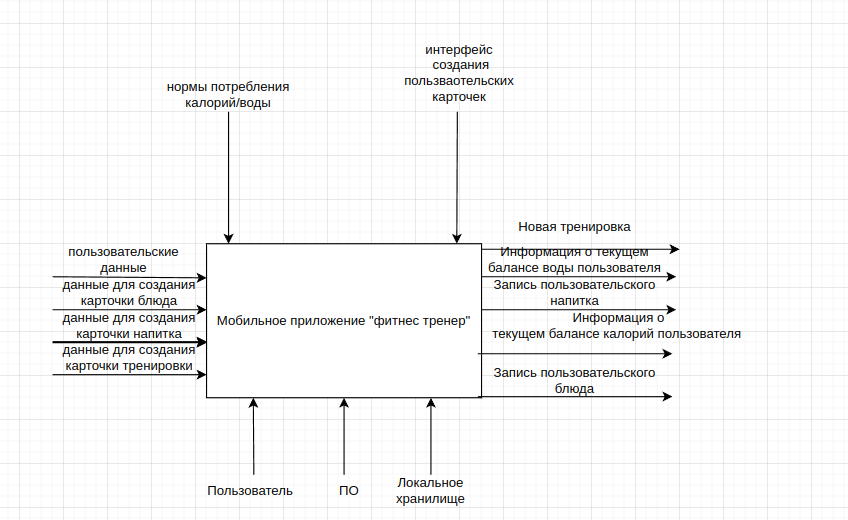 интерфейс
создания
ползваотельских
карточек
нормы потребления
калорий/воды
пользовательские
данные
данные для создания
карточки блюда
данные для создания
карточки напитка
данные для создания
карточки тренировки
Мобильное приложение "фитнес тренер"
Новая тренировка
Информация о текущем
балансе воды пользователя
Запись пользовательского
напитка
Информация о
текущем балансе калорий пользователя
Запись пользовательского
блюда
Пользователь
ПО
Локальное
хранилище